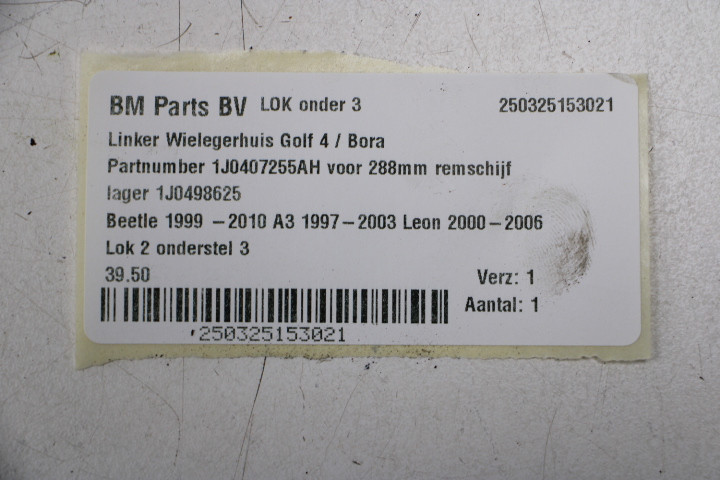 BM Parts BV LOK onder 3 250325153021
Linker Wielegerhuis Golf 4 / Bora
Partnumber 1J0407255AH voor 288mm remschijf
lager 1J0498625
Beetle 1999 -2010 A3 1997-2003 Leon 2000-2006
Lok 2 onderstel 3
39.50 Verz: 1
Aantal: 1
'250325153021